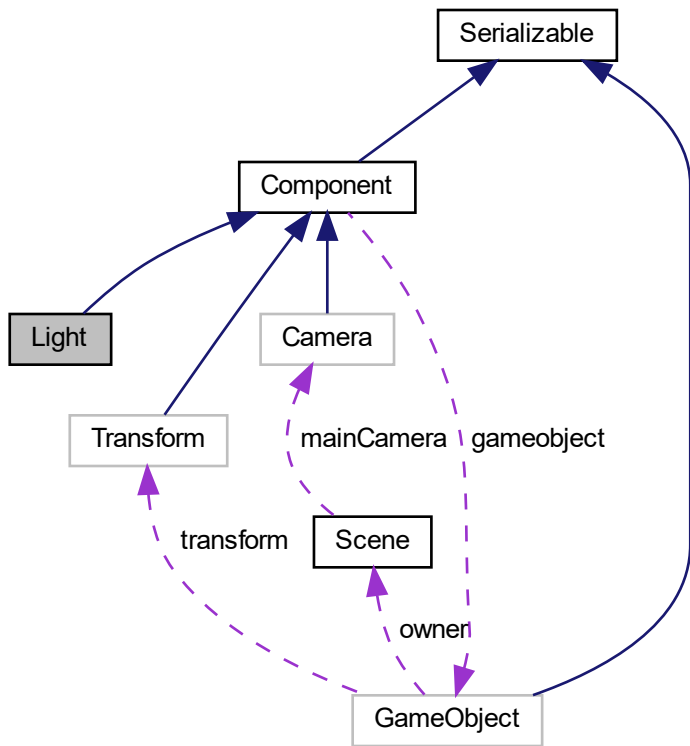 Serializable
Component
Light
Camera
Transform
mainCamera
gameobject
Scene
transform
owner
GameObject